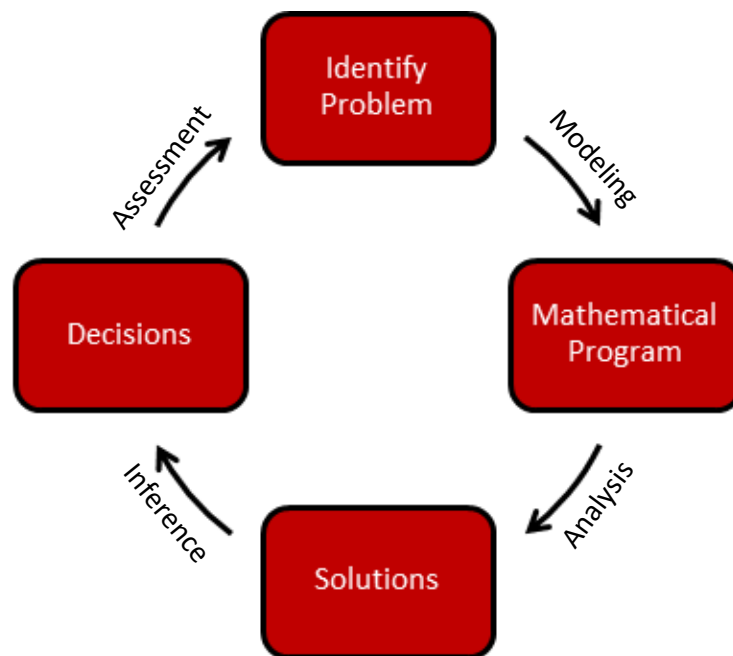 Identify
Problem
Modeling
Mathematical
Program
Analysis
Solutions
Inference
Decisions
Assessment